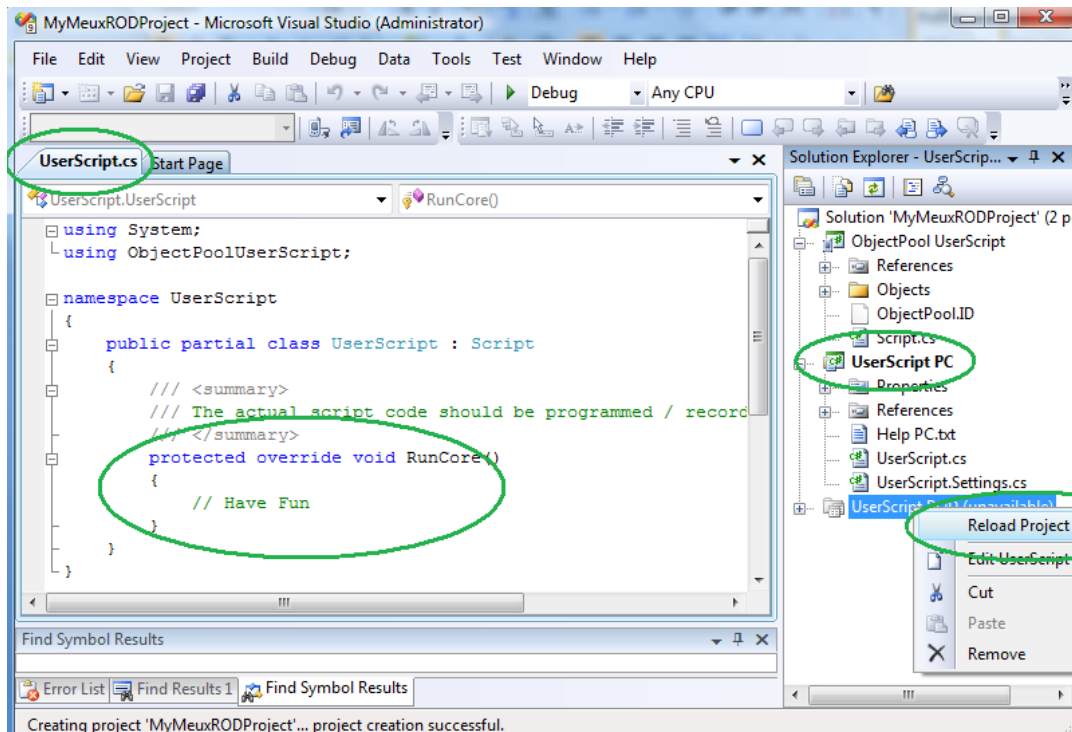 MyMeuxRODProject - Microsoft Visual Studio (Administrator)
File Edit View Project Build Debug Data Tools Test Window Help
Debug Any CPU
UserScript.cs Start Page
UserScript.UserScript RunCore()
using System;
using ObjectPoolUserScript;
namespace UserScript
{
public partial class UserScript : Script
{
/// <summary>
/// The actual script code should be programmed / record
/// </summary>
protected override void RunCore()
{
// Have Fun
}
}
}
Find Symbol Results
Error List Find Results 1 Find Symbol Results
Creating project 'MyMeuxRODProject'... project creation successful.
Solution Explorer - UserScrip...
Solution 'MyMeuxRODProject' (2 p
ObjectPool UserScript
References
Objects
ObjectPool.ID
Script.cs
UserScript PC
Properties
References
Help PC.txt
UserScript.cs
UserScript.Settings.cs
UserScript (unavailable)
Reload Project
Edit UserScript
Cut
Paste
Remove